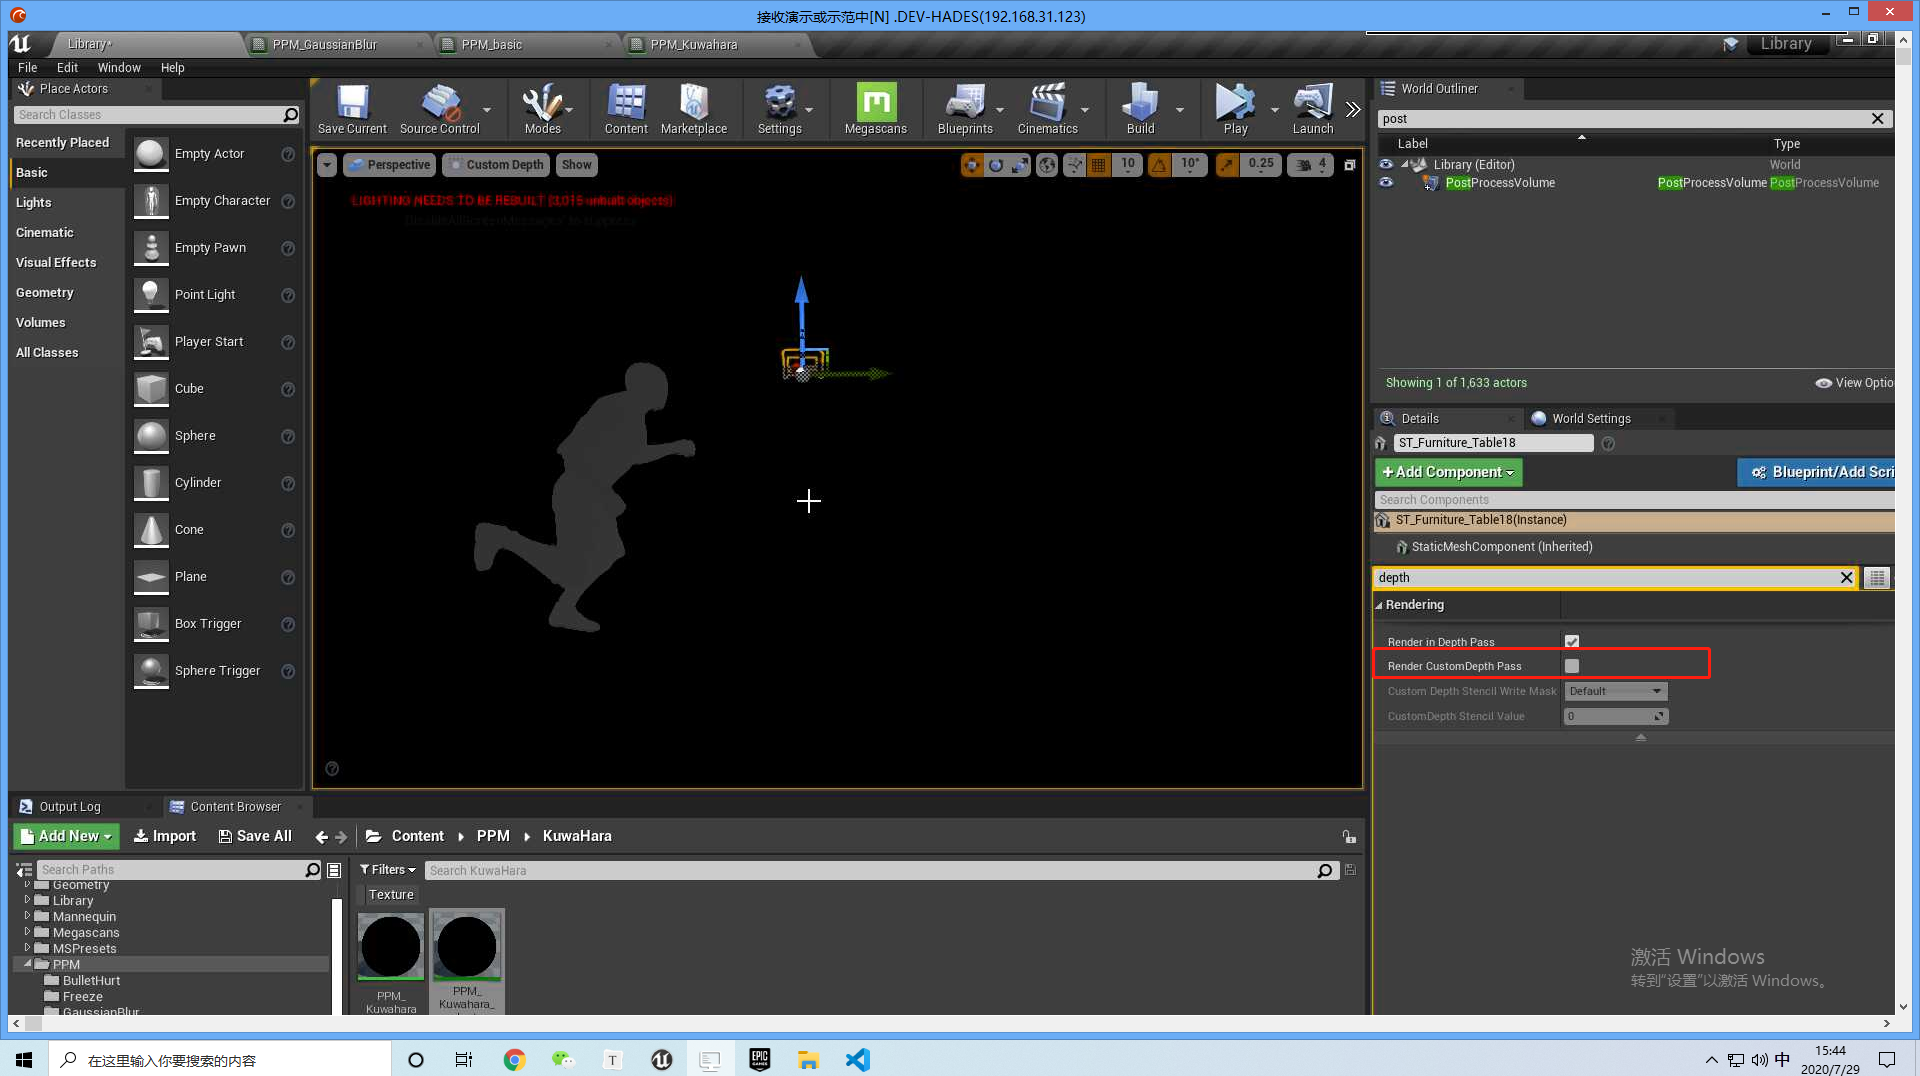 接收演示或示范中[N] .DEV-HADES(192.168.31.123)
Library*
PPM_GaussianBlur
PPM_basic
PPM_Kuwahara
Library
File Edit Window Help
Place Actors
Search Classes
Recently Placed
Basic
Lights
Cinematic
Visual Effects
Geometry
Volumes
All Classes
Empty Actor
Empty Character
Empty Pawn
Point Light
Player Start
Cube
Sphere
Cylinder
Cone
Plane
Box Trigger
Sphere Trigger
Save Current
Source Control
Modes
Content
Marketplace
Settings
Megascans
Blueprints
Cinematics
Build
Play
Launch
Perspective
Custom Depth
Show
10
10°
0.25
4
LIGHTING NEEDS TO BE REBUILT (3,015 unbuilt objects)
'DisableAllScreenMessages' to suppress
World Outliner
post
Label Type
Library (Editor) World
PostProcessVolume PostProcessVolume PostProcessVolume
Showing 1 of 1,633 actors
View Optio
Details
World Settings
ST_Furniture_Table18
+Add Component
Blueprint/Add Scri
Search Components
ST_Furniture_Table18(Instance)
StaticMeshComponent (Inherited)
depth
Rendering
Render in Depth Pass
Render CustomDepth Pass
Custom Depth Stencil Write Mask Default
CustomDepth Stencil Value 0
Output Log
Content Browser
Add New
Import
Save All
Content
PPM
KuwaHara
Search Paths
Geometry
Library
Mannequin
Megascans
MSPresets
PPM
BulletHurt
Freeze
GaussianBlur
Filters
Search KuwaHara
Texture
PPM_
Kuwahara
PPM_
Kuwahara_
激活 Windows
转到"设置"以激活 Windows。
在这里输入你要搜索的内容
T
EPIC
GAMES
中
15:44
2020/7/29